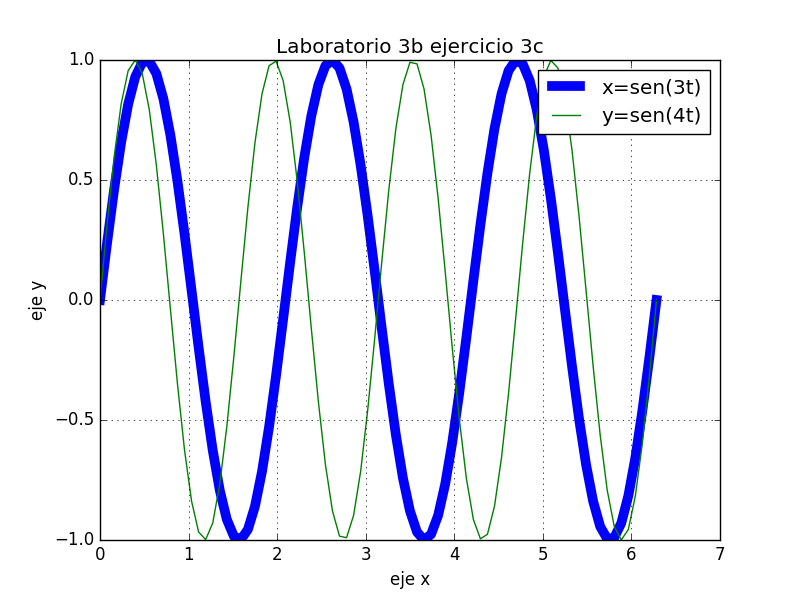 Laboratorio 3b ejercicio 3c
x=sen(3t)
y=sen(4t)
1.0
0.5
0.0
−0.5
−1.0
eje y
0 1 2 3 4 5 6 7
eje x